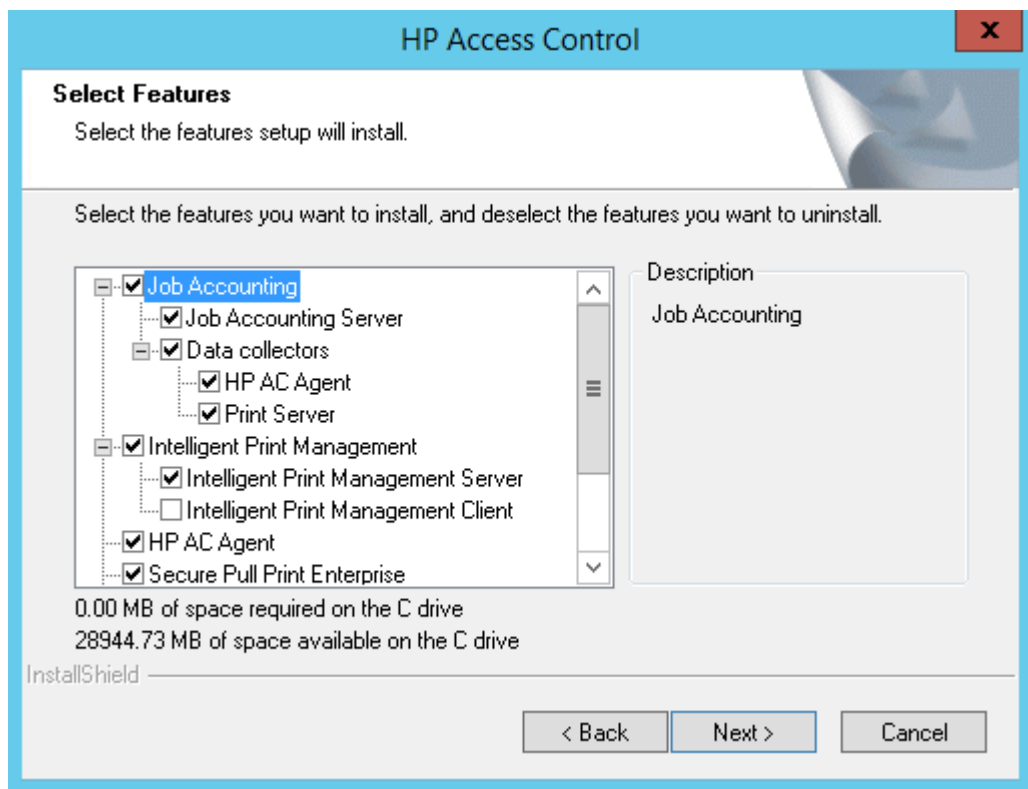 HP Access Control
x
Select Features
Select the features setup will install.
Select the features you want to install, and deselect the features you want to uninstall.
Job Accounting
Job Accounting Server
Data collectors
HP AC Agent
Print Server
Intelligent Print Management
Intelligent Print Management Server
Intelligent Print Management Client
HP AC Agent
Secure Pull Print Enterprise
Description
Job Accounting
0.00 MB of space required on the C drive
28944.73 MB of space available on the C drive
InstallShield
< Back
Next >
Cancel